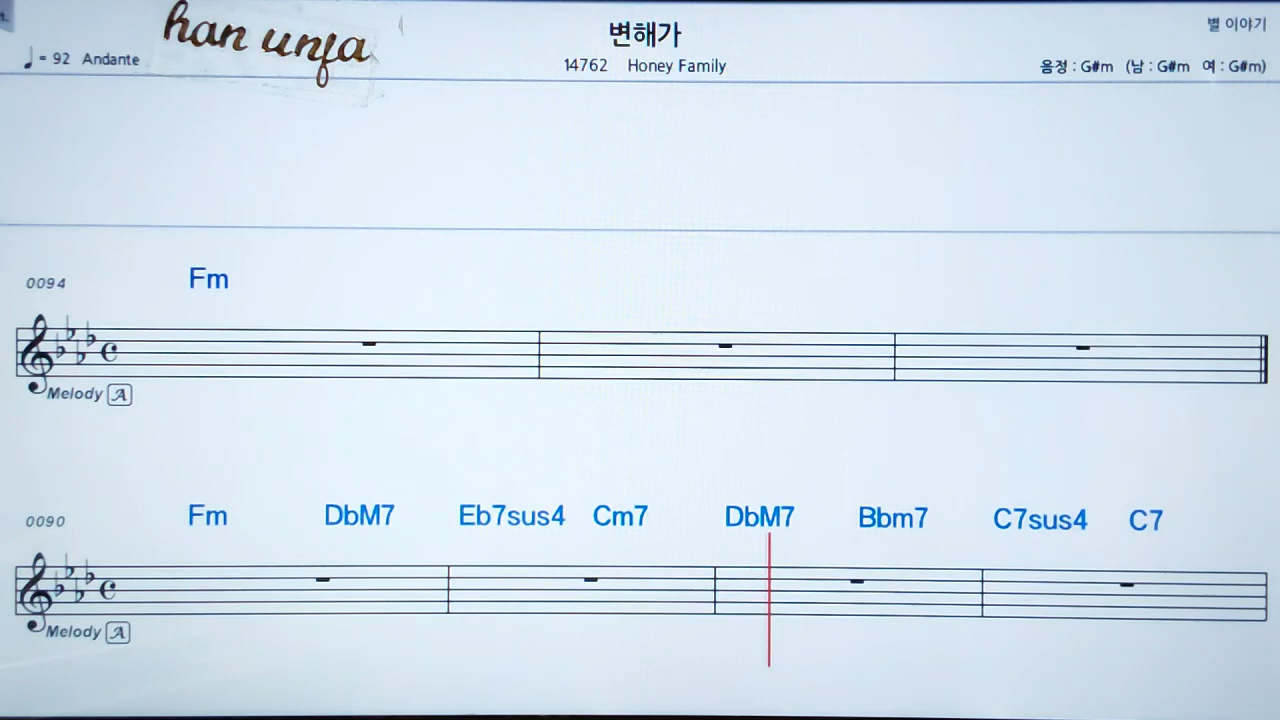 han unja
변해가
별 이야기
♩= 92 Andante
14762 Honey Family
음정 : G#m (남 : G#m 여 : G#m)
0094
Fm
Melody A
0090
Fm DbM7 Eb7sus4 Cm7 DbM7 Bbm7 C7sus4 C7
Melody A